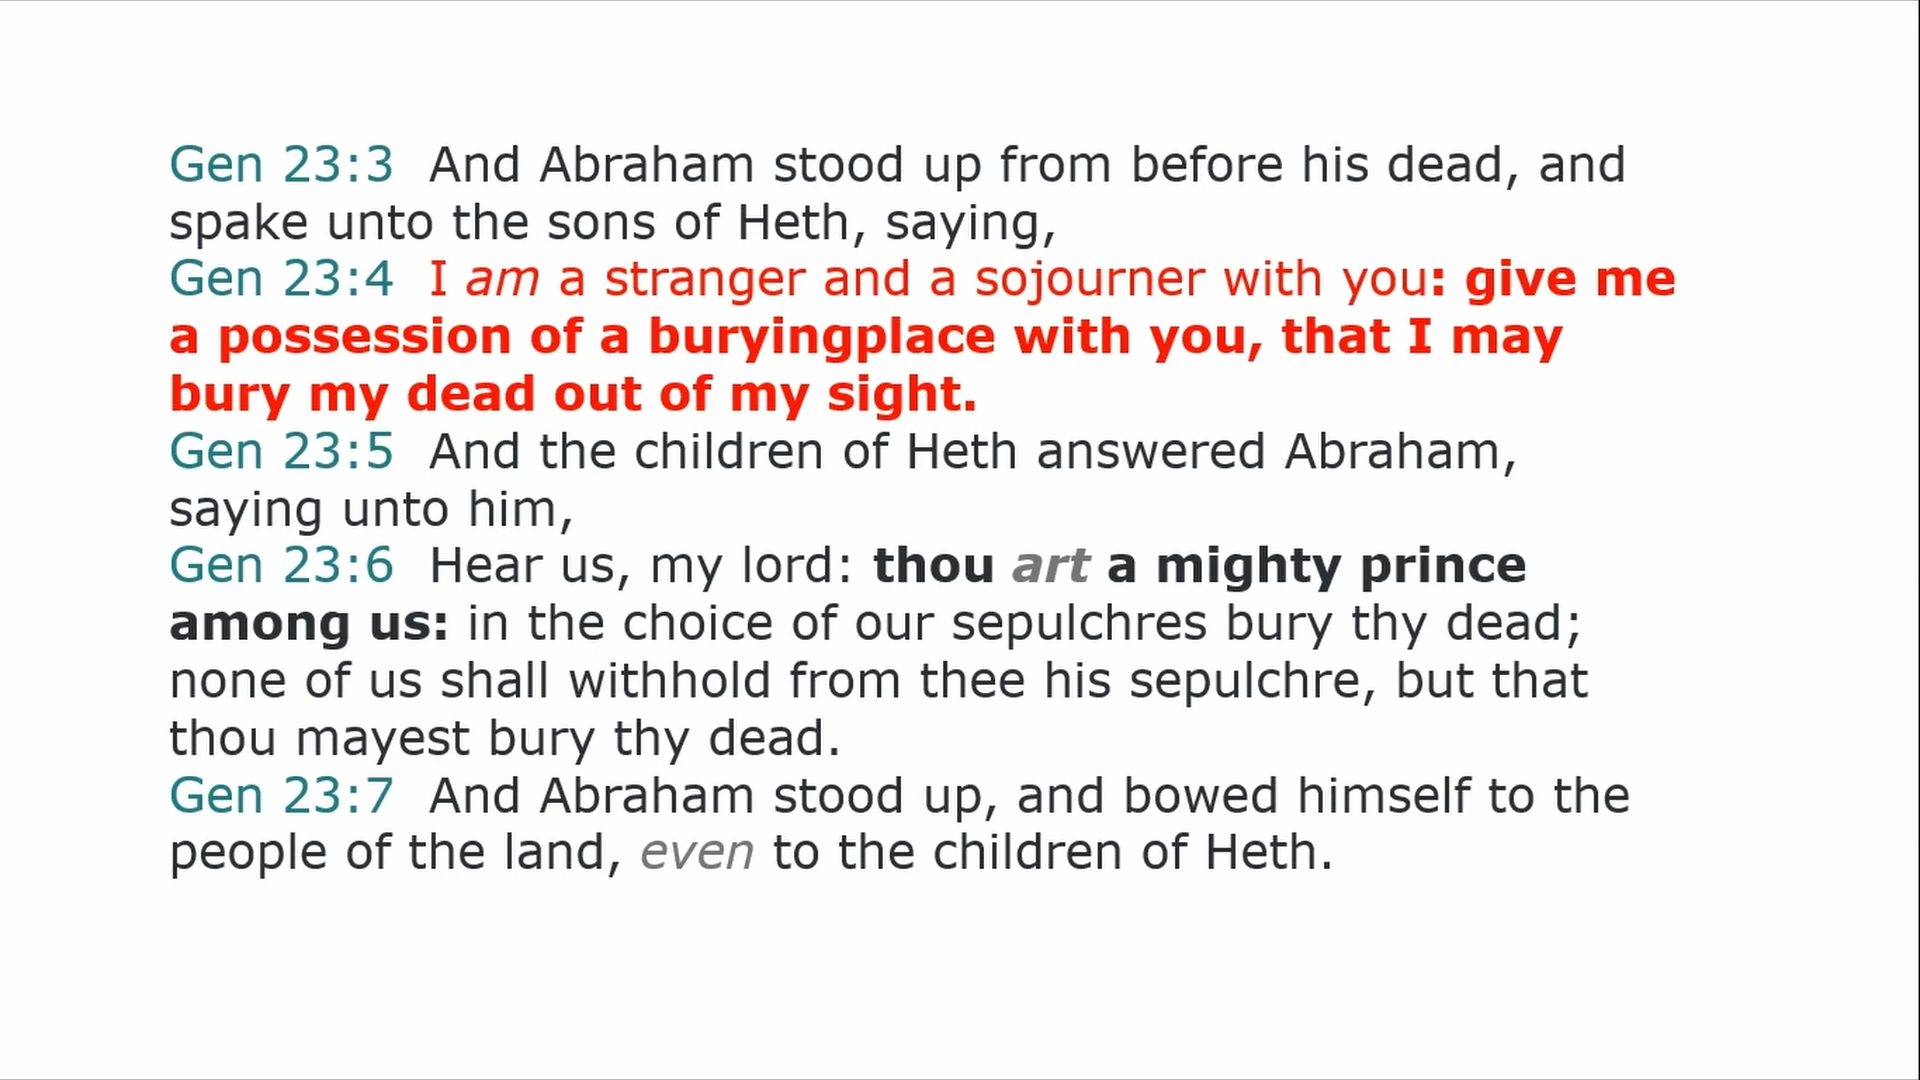 Gen 23:3 And Abraham stood up from before his dead, and
spake unto the sons of Heth, saying,
Gen 23:4 I am a stranger and a sojourner with you: give me
a possession of a buryingplace with you, that I may
bury my dead out of my sight.
Gen 23:5 And the children of Heth answered Abraham,
saying unto him,
Gen 23:6 Hear us, my lord: thou art a mighty prince
among us: in the choice of our sepulchres bury thy dead;
none of us shall withhold from thee his sepulchre, but that
thou mayest bury thy dead.
Gen 23:7 And Abraham stood up, and bowed himself to the
people of the land, even to the children of Heth.